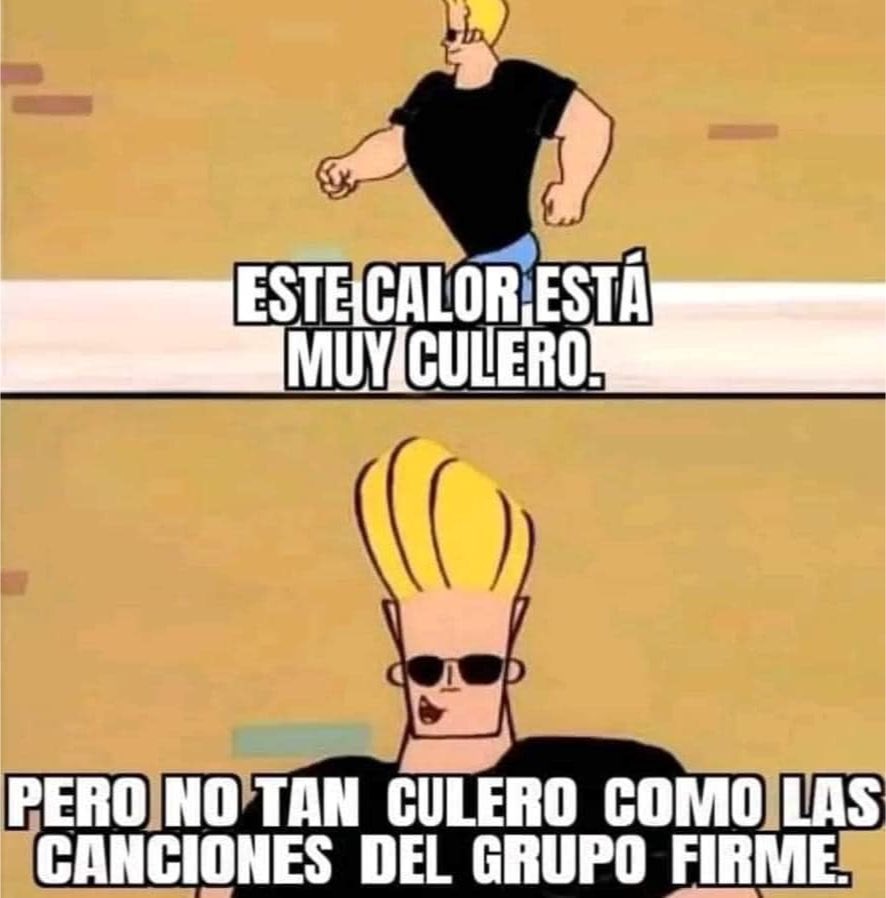 ESTE CALOR ESTÁ
MUY CULERO.
PERO NO TAN CULERO COMO LAS
CANCIONES DEL GRUPO FIRME.